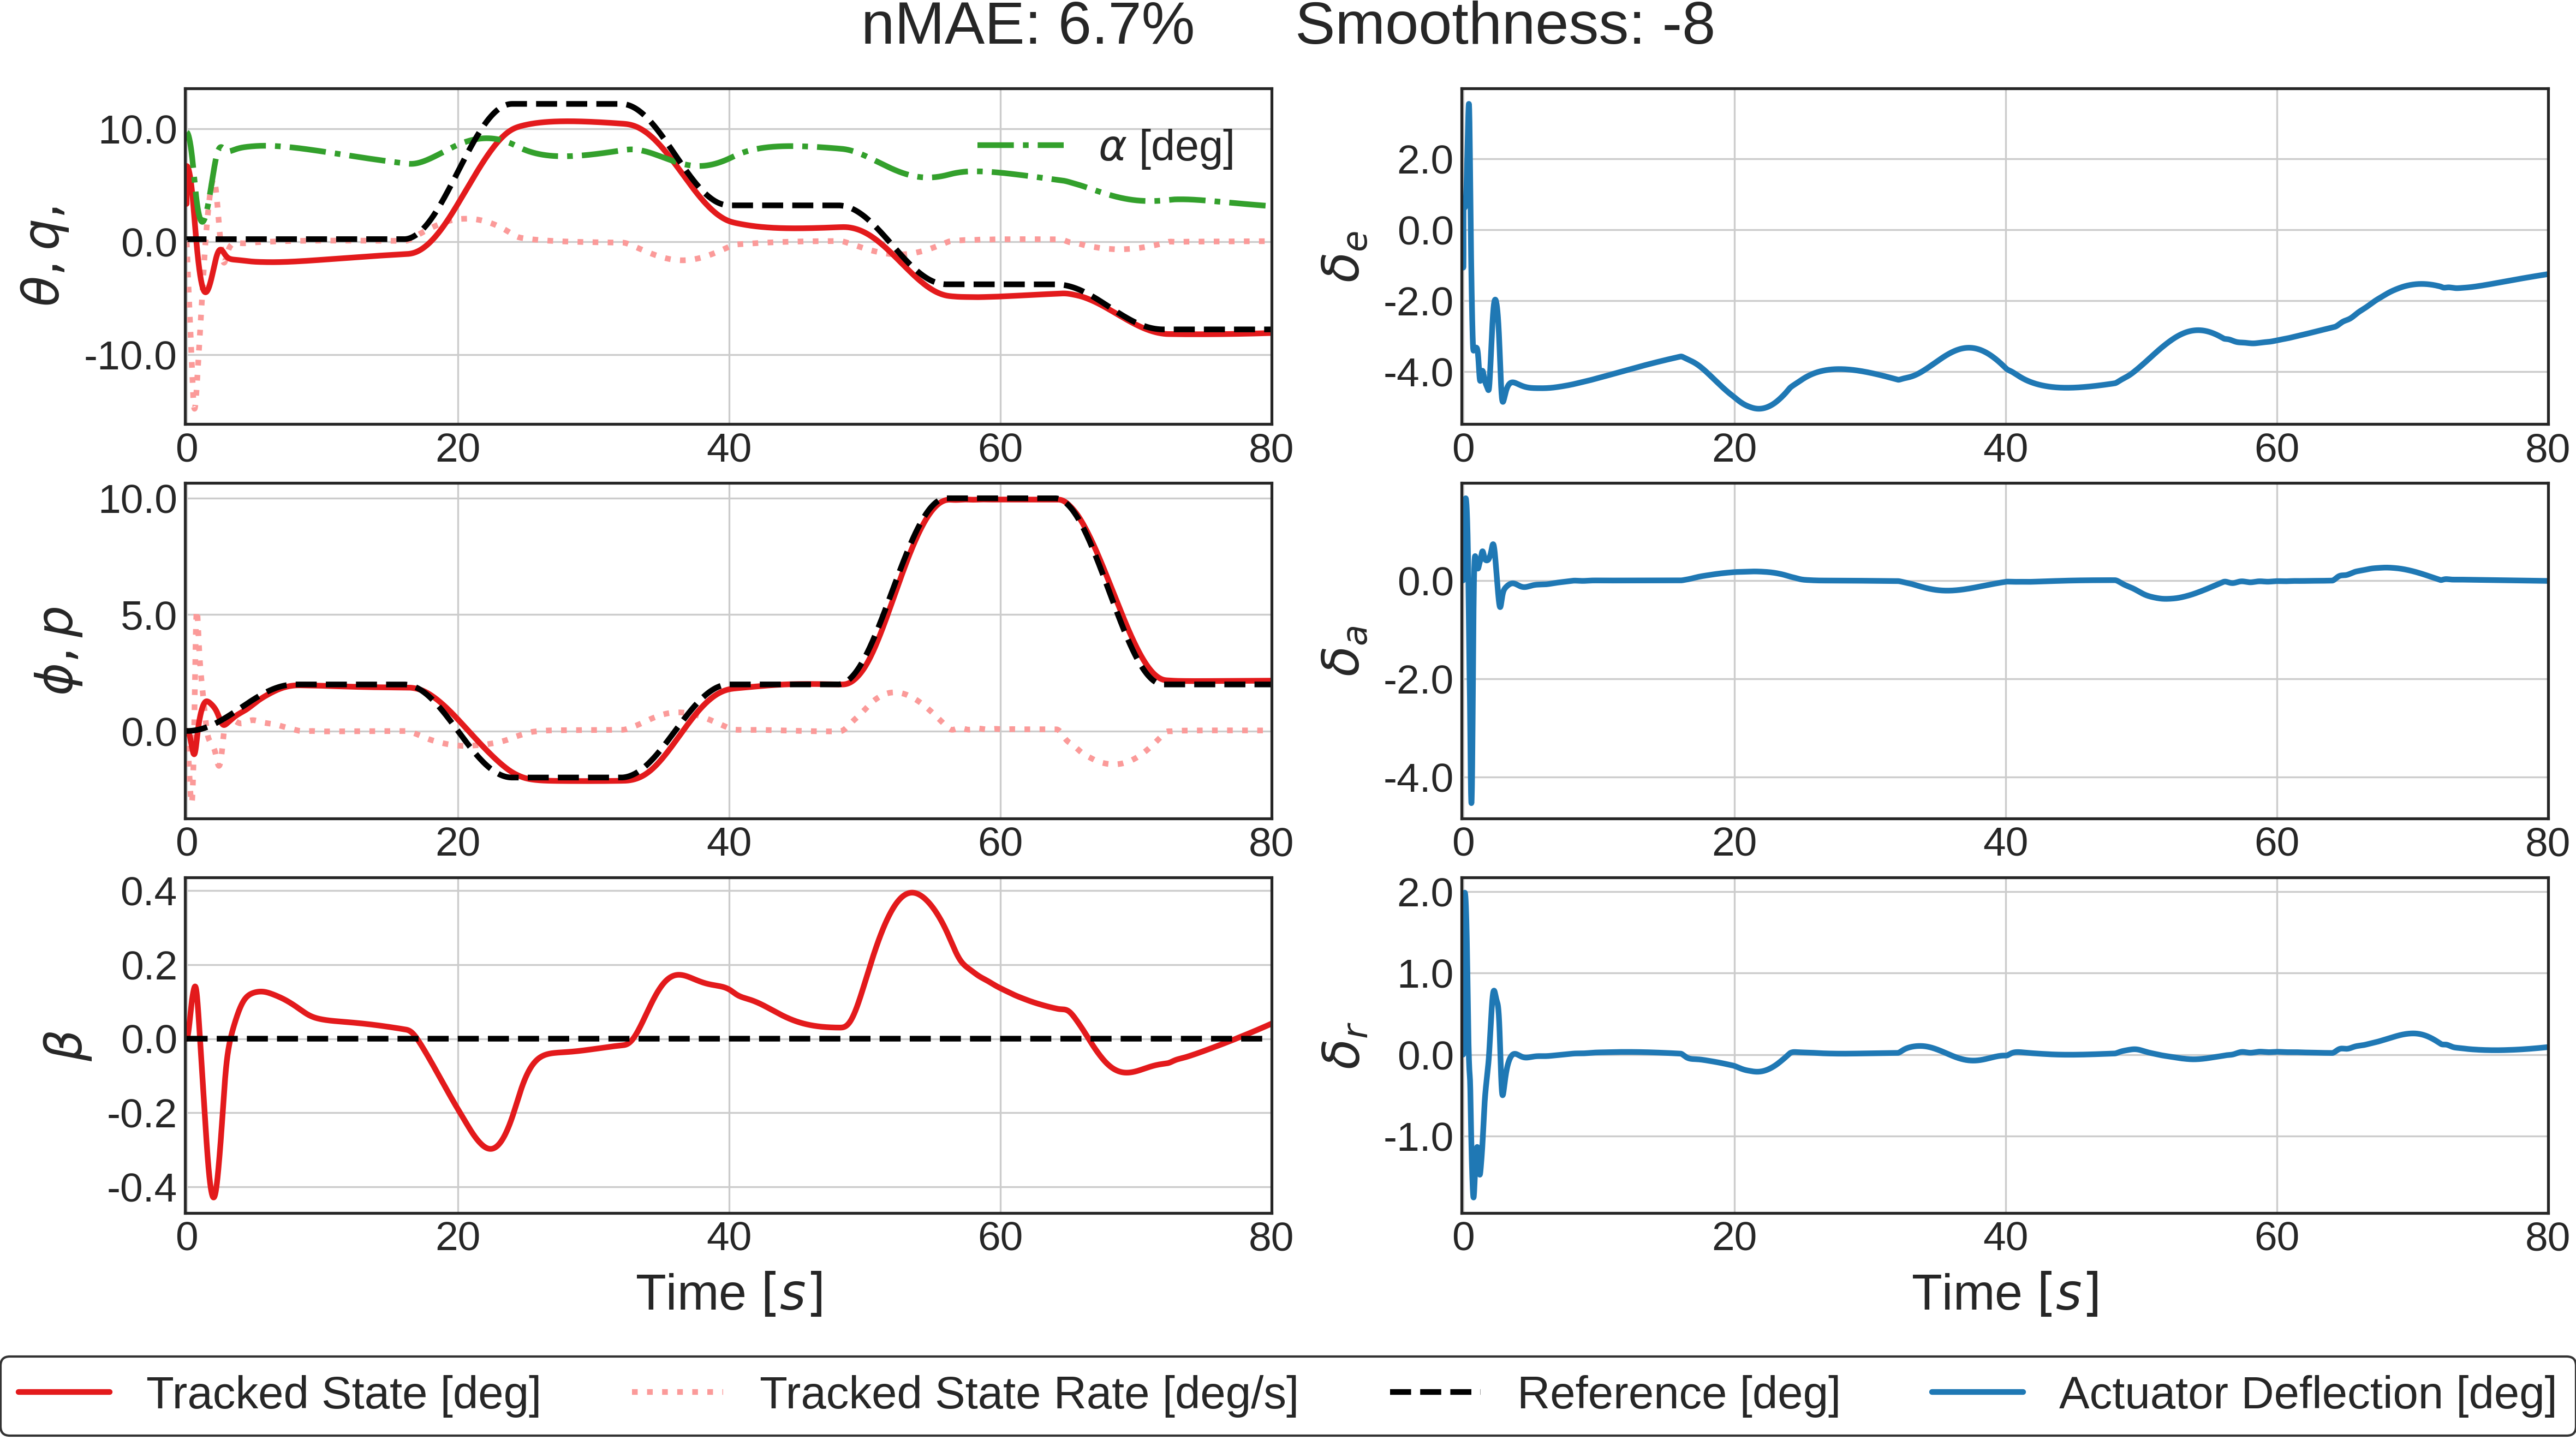 nMAE: 6.7% Smoothness: -8
θ, q,
10.0
0.0
-10.0
α [deg]
0 20 40 60 80
δe
2.0
0.0
-2.0
-4.0
0 20 40 60 80
ϕ, p
10.0
5.0
0.0
0 20 40 60 80
δa
0.0
-2.0
-4.0
0 20 40 60 80
β
0.4
0.2
0.0
-0.2
-0.4
0 20 40 60 80
Time [s]
δr
2.0
1.0
0.0
-1.0
0 20 40 60 80
Time [s]
Tracked State [deg] Tracked State Rate [deg/s] Reference [deg] Actuator Deflection [deg]